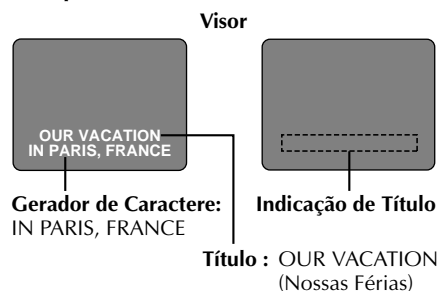 Visor
OUR VACATION
IN PARIS, FRANCE
Gerador de Caractere:
IN PARIS, FRANCE
Indicação de Título
Título : OUR VACATION
(Nossas Férias)